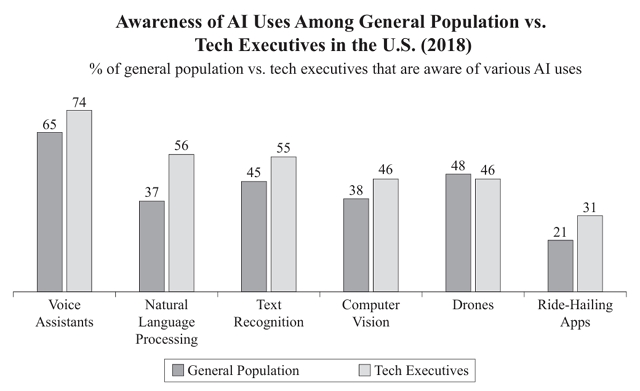 Awareness of AI Uses Among General Population vs.
Tech Executives in the U.S. (2018)
% of general population vs. tech executives that are aware of various AI uses
65 74
37 56
45 55
38 46
48 46
21 31
Voice
Assistants
Natural
Language
Processing
Text
Recognition
Computer
Vision
Drones
Ride-Hailing
Apps
General Population Tech Executives